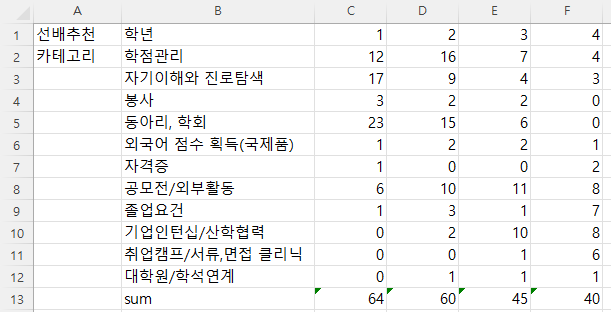 A B C D E F
1 선배추천 학년 1 2 3 4
2 카테고리 학점관리 12 16 7 4
3 자기이해와 진로탐색 17 9 4 3
4 봉사 3 2 2 0
5 동아리, 학회 23 15 6 0
6 외국어 점수 획득(국제품) 1 2 2 1
7 자격증 1 0 0 2
8 공모전/외부활동 6 10 11 8
9 졸업요건 1 3 1 7
10 기업인턴십/산학협력 0 2 10 8
11 취업캠프/서류,면접 클리닉 0 0 1 6
12 대학원/학석연계 0 1 1 1
13 sum 64 60 45 40